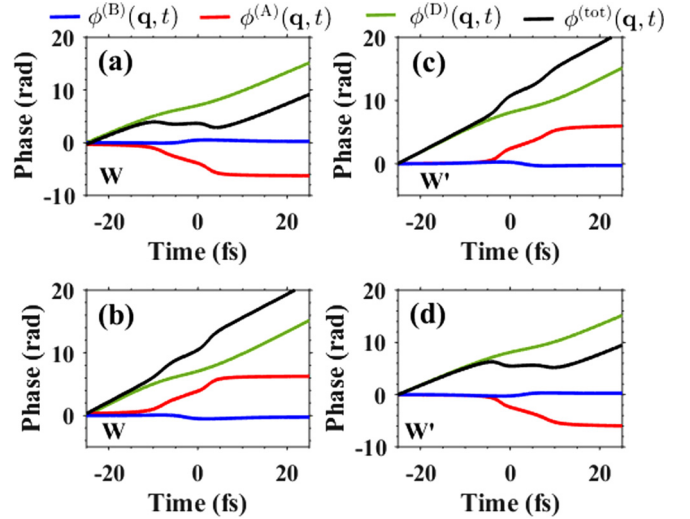 ϕ^(B)(q, t) ϕ^(A)(q, t) ϕ^(D)(q, t) ϕ^(tot)(q, t)
20 10 0 -10
Phase (rad)
(a)
W
-20 0 20
Time (fs)
20 10 0
Phase (rad)
(c)
W'
-20 0 20
Time (fs)
20 10 0
Phase (rad)
(b)
W
-20 0 20
Time (fs)
20 10 0 -10
Phase (rad)
(d)
W'
-20 0 20
Time (fs)